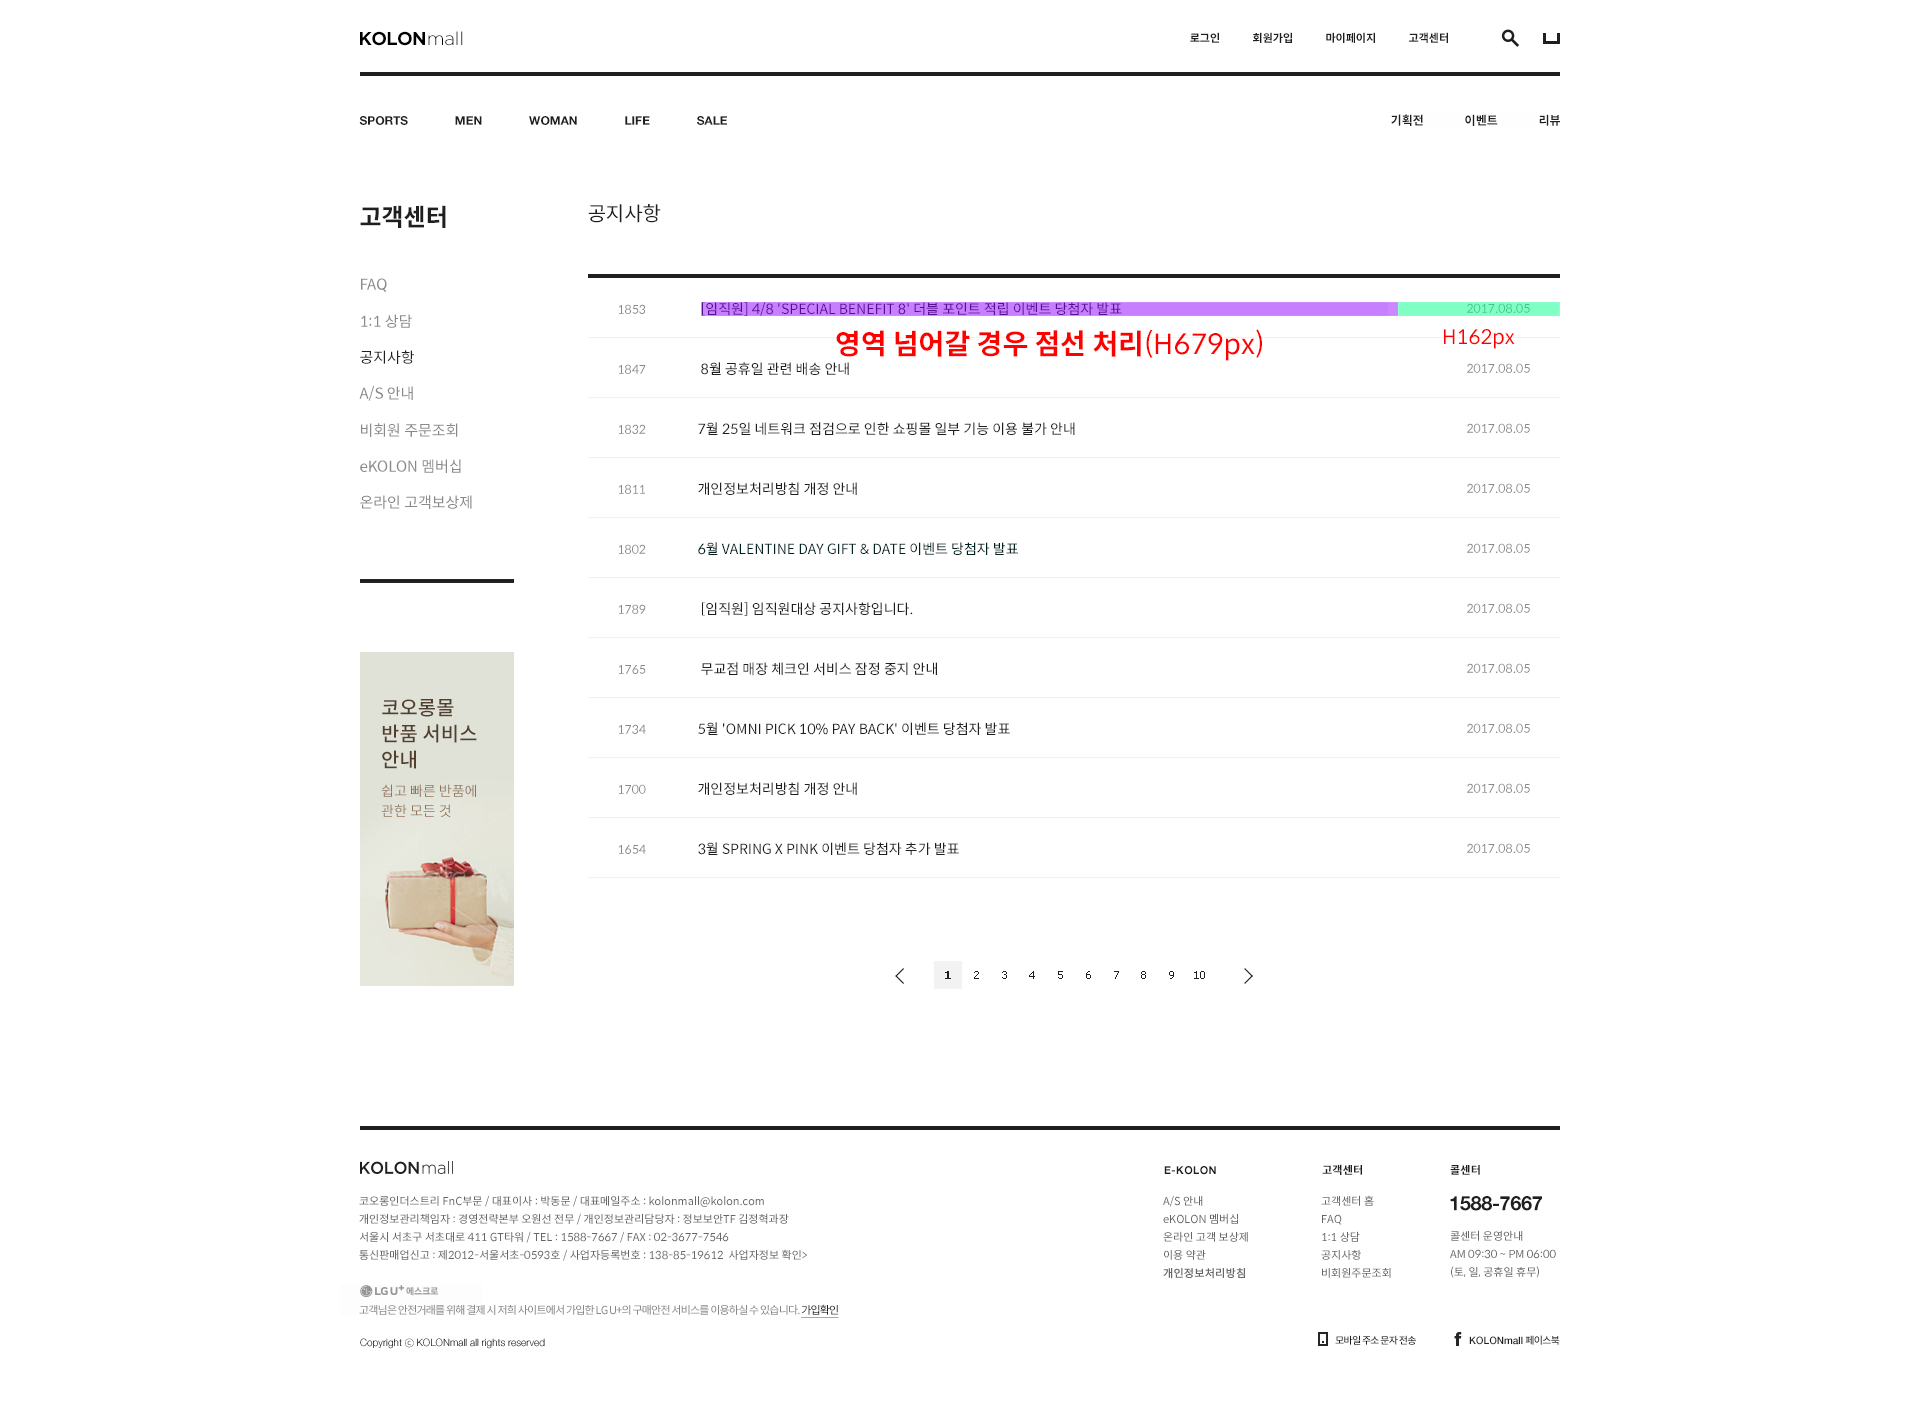 KOLONmall
로그인 회원가입 마이페이지 고객센터
SPORTS MEN WOMAN LIFE SALE 기획전 이벤트 리뷰
고객센터
FAQ
1:1 상담
공지사항
A/S 안내
비회원 주문조회
eKOLON 멤버십
온라인 고객보상제
코오롱몰
반품 서비스
안내
쉽고 빠른 반품에
관한 모든 것
공지사항
1853 [임직원] 4/8 'SPECIAL BENEFIT 8' 더블 포인트 적립 이벤트 당첨자 발표 2017.08.05
영역 넘어갈 경우 점선 처리(H679px) H162px
1847 8월 공휴일 관련 배송 안내 2017.08.05
1832 7월 25일 네트워크 점검으로 인한 쇼핑몰 일부 기능 이용 불가 안내 2017.08.05
1811 개인정보처리방침 개정 안내 2017.08.05
1802 6월 VALENTINE DAY GIFT & DATE 이벤트 당첨자 발표 2017.08.05
1789 [임직원] 임직원대상 공지사항입니다. 2017.08.05
1765 무교점 매장 체크인 서비스 잠정 중지 안내 2017.08.05
1734 5월 'OMNI PICK 10% PAY BACK' 이벤트 당첨자 발표 2017.08.05
1700 개인정보처리방침 개정 안내 2017.08.05
1654 3월 SPRING X PINK 이벤트 당첨자 추가 발표 2017.08.05
1 2 3 4 5 6 7 8 9 10
KOLONmall
코오롱인더스트리 FnC부문 / 대표이사 : 박동문 / 대표메일주소 : kolonmall@kolon.com
개인정보관리책임자 : 경영전략본부 오원선 전무 / 개인정보관리담당자 : 정보보안TF 김정혁과장
서울시 서초구 서초대로 411 GT타워 / TEL : 1588-7667 / FAX : 02-3677-7546
통신판매업신고 : 제2012-서울서초-0593호 / 사업자등록번호 : 138-85-19612 사업자정보 확인>
LG U+ 에스크로
고객님은 안전거래를 위해 결제 시 저희 사이트에서 가입한 LG U+의 구매안전 서비스를 이용하실 수 있습니다. 가입확인
Copyright ⓒ KOLONmall all rights reserved
E-KOLON
A/S 안내
eKOLON 멤버십
온라인 고객 보상제
이용 약관
개인정보처리방침
고객센터
고객센터 홈
FAQ
1:1 상담
공지사항
비회원주문조회
콜센터
1588-7667
콜센터 운영안내
AM 09:30 ~ PM 06:00
(토, 일, 공휴일 휴무)
모바일 주소 문자 전송
KOLONmall 페이스북